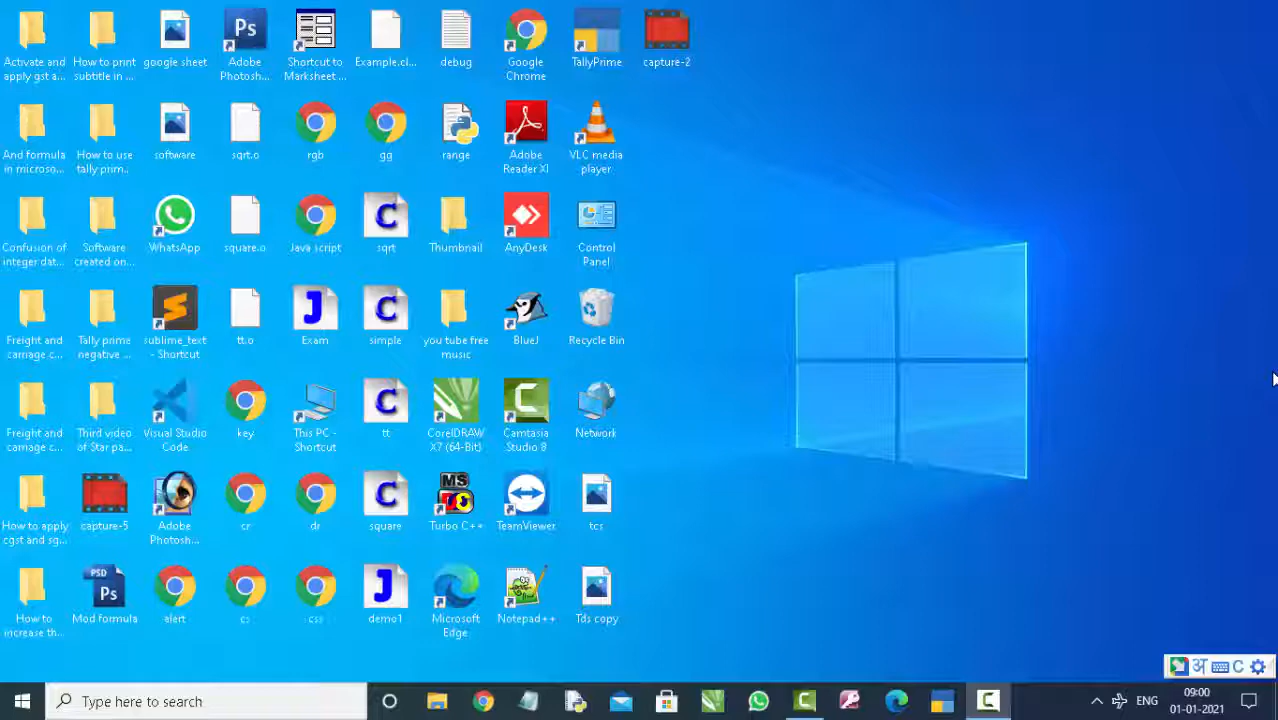 Activate and
apply gst a...
How to print
subtitle in ...
google sheet
Ps
Adobe
Photosh...
Shortcut to
Marksheet ...
Example.cl...
debug
Google
Chrome
TallyPrime
capture-2
And formula
in microso...
How to use
tally prim...
software
sqrt.o
rgb
gg
range
Adobe
Reader XI
VLC media
player
Confusion of
integer dat...
Software
created on...
WhatsApp
square.o
Java script
C
sqrt
Thumbnail
AnyDesk
Control
Panel
Freight and
carriage c...
Tally prime
negative ...
sublime_text
- Shortcut
tt.o
J
Exam
C
simple
you tube free
music
BlueJ
Recycle Bin
Freight and
carriage c...
Third video
of Star pa...
Visual Studio
Code
key
This PC -
Shortcut
C
tt
CorelDRAW
X7 (64-Bit)
C
Camtasia
Studio 8
Network
How to apply
cgst and sg...
capture-5
Adobe
Photosh...
cr
dr
C
square
MS
Turbo C++
TeamViewer
tcs
How to
increase th...
PSD
Ps
Mod formula
alert
cs
css
J
demo1
Microsoft
Edge
Notepad++
Tds copy
अ C
Type here to search
C
C
ENG
09:00
01-01-2021